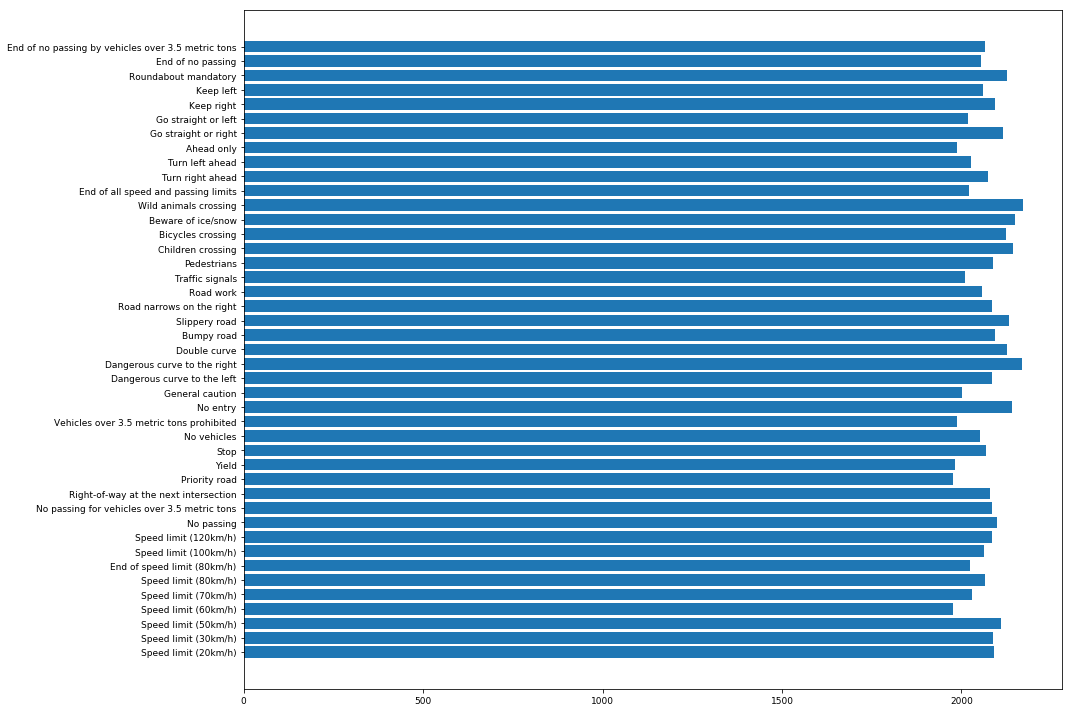 End of no passing by vehicles over 3.5 metric tons
End of no passing
Roundabout mandatory
Keep left
Keep right
Go straight or left
Go straight or right
Ahead only
Turn left ahead
Turn right ahead
End of all speed and passing limits
Wild animals crossing
Beware of ice/snow
Bicycles crossing
Children crossing
Pedestrians
Traffic signals
Road work
Road narrows on the right
Slippery road
Bumpy road
Double curve
Dangerous curve to the right
Dangerous curve to the left
General caution
No entry
Vehicles over 3.5 metric tons prohibited
No vehicles
Stop
Yield
Priority road
Right-of-way at the next intersection
No passing for vehicles over 3.5 metric tons
No passing
Speed limit (120km/h)
Speed limit (100km/h)
End of speed limit (80km/h)
Speed limit (80km/h)
Speed limit (70km/h)
Speed limit (60km/h)
Speed limit (50km/h)
Speed limit (30km/h)
Speed limit (20km/h)
0 500 1000 1500 2000